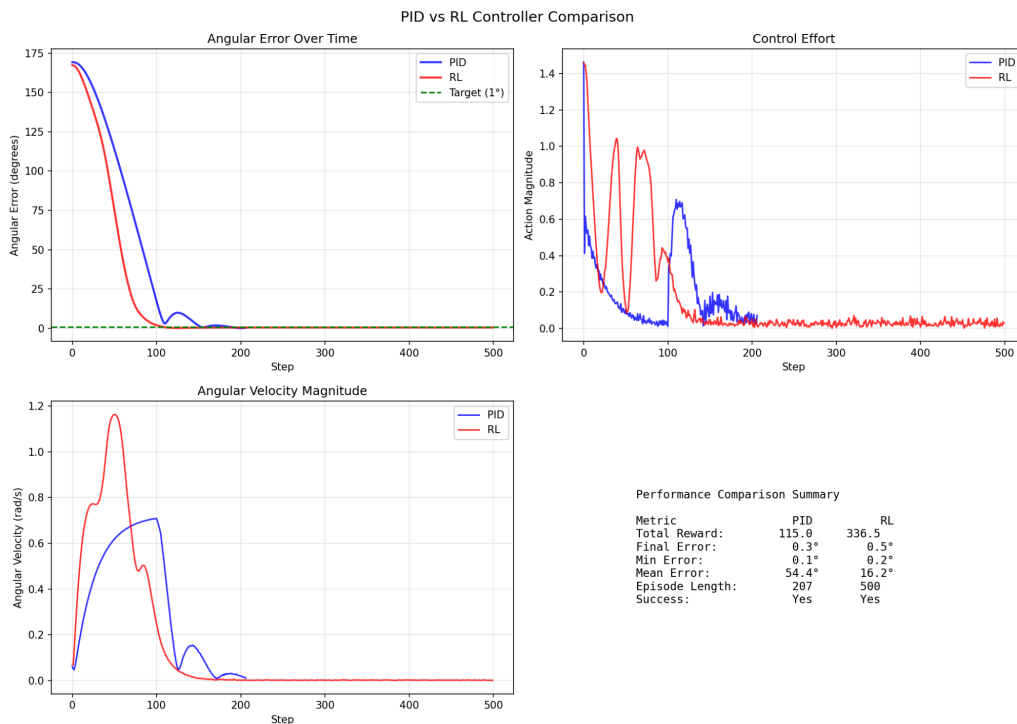 PID vs RL Controller Comparison
Angular Error Over Time
Angular Error (degrees)
175
150
125
100
75
50
25
0
0 100 200 300 400 500
Step
PID
RL
Target (1°)
Control Effort
Action Magnitude
1.4
1.2
1.0
0.8
0.6
0.4
0.2
0.0
0 100 200 300 400 500
Step
PID
RL
Angular Velocity Magnitude
Angular Velocity (rad/s)
1.2
1.0
0.8
0.6
0.4
0.2
0.0
0 100 200 300 400 500
Step
PID
RL
Performance Comparison Summary
Metric PID RL
Total Reward: 115.0 336.5
Final Error: 0.3° 0.5°
Min Error: 0.1° 0.2°
Mean Error: 54.4° 16.2°
Episode Length: 207 500
Success: Yes Yes